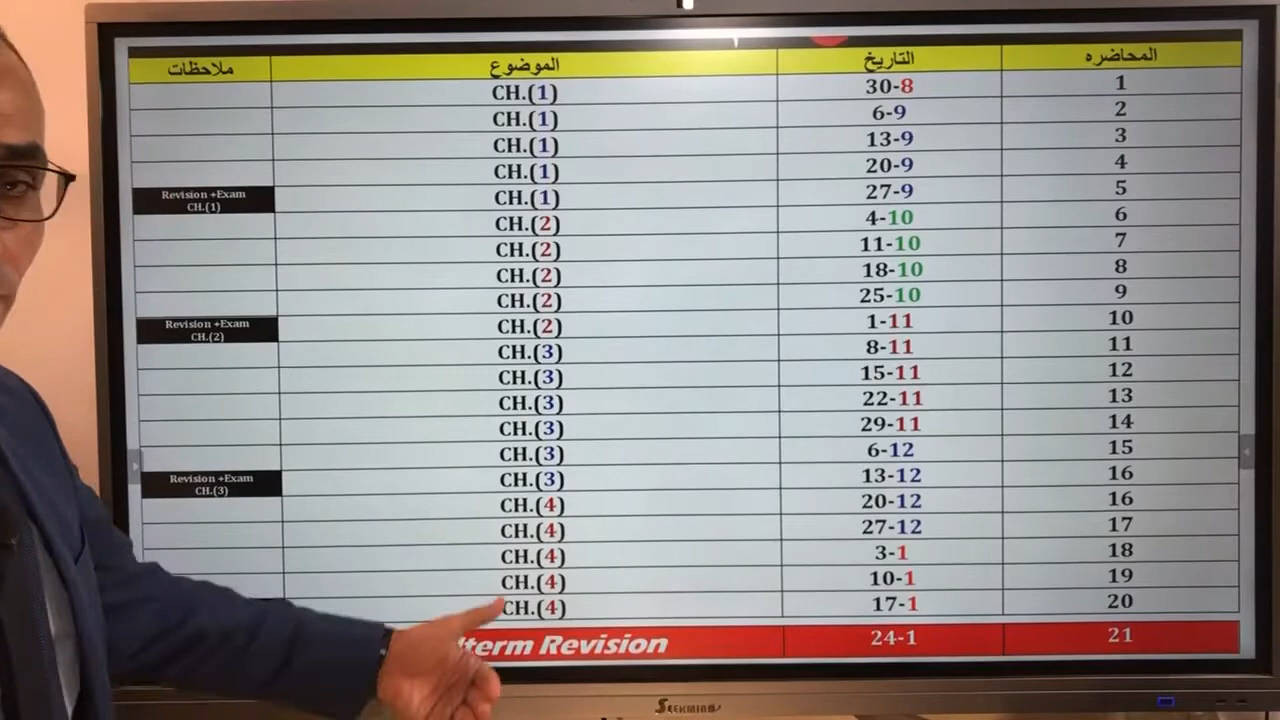 المحاضره التاريخ الموضوع ملاحظات
1 30-8 CH.(1)
2 6-9 CH.(1)
3 13-9 CH.(1)
4 20-9 CH.(1)
5 27-9 CH.(1) Revision +Exam CH.(1)
6 4-10 CH.(2)
7 11-10 CH.(2)
8 18-10 CH.(2)
9 25-10 CH.(2)
10 1-11 CH.(2) Revision +Exam CH.(2)
11 8-11 CH.(3)
12 15-11 CH.(3)
13 22-11 CH.(3)
14 29-11 CH.(3)
15 6-12 CH.(3)
16 13-12 CH.(3) Revision +Exam CH.(3)
16 20-12 CH.(4)
17 27-12 CH.(4)
18 3-1 CH.(4)
19 10-1 CH.(4)
20 17-1 CH.(4)
21 24-1 Revision